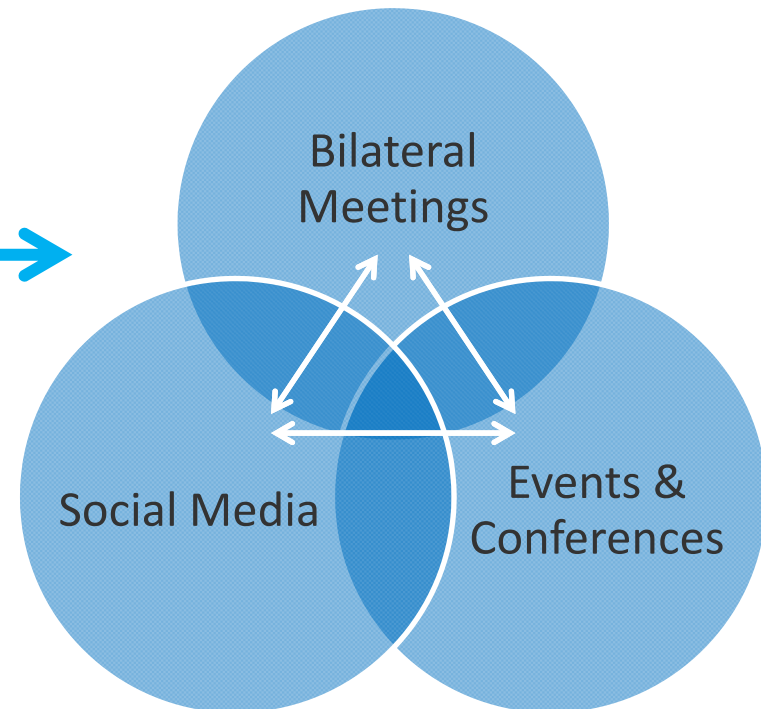 Bilateral
Meetings
Social Media
Events &
Conferences